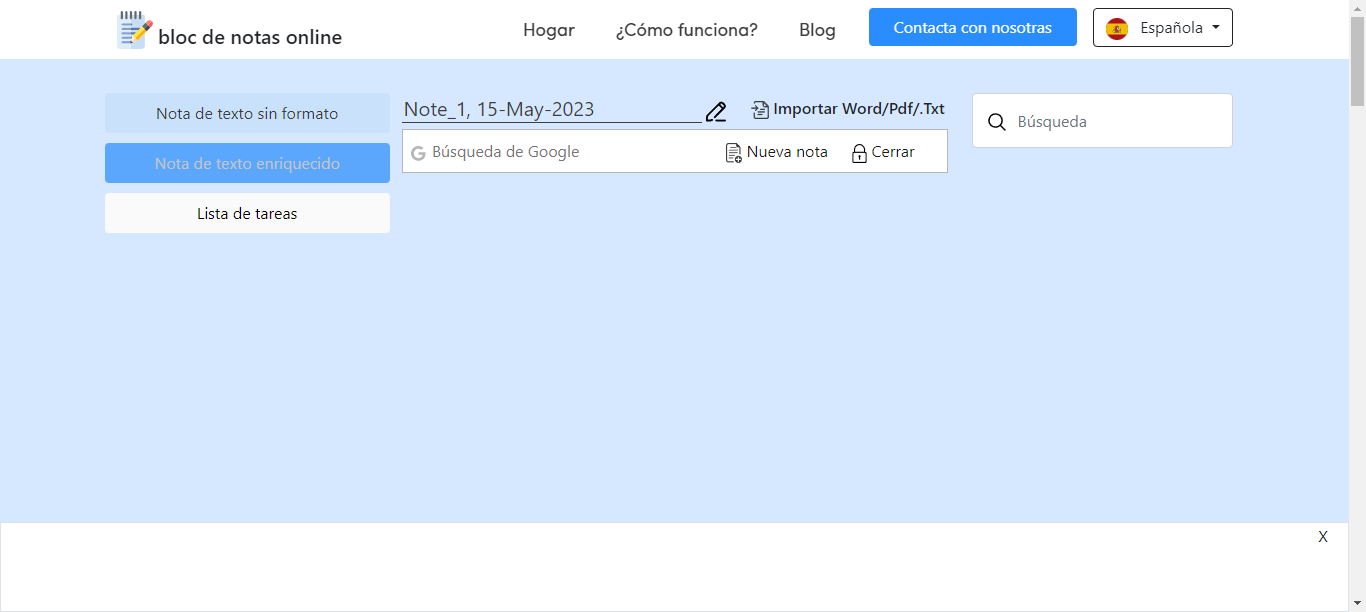 bloc de notas online
Hogar
¿Cómo funciona?
Blog
Contacta con nosotras
Española
Nota de texto sin formato
Nota de texto enriquecido
Lista de tareas
Note_1, 15-May-2023
Importar Word/Pdf/.Txt
Búsqueda de Google
Nueva nota
Cerrar
Búsqueda
X